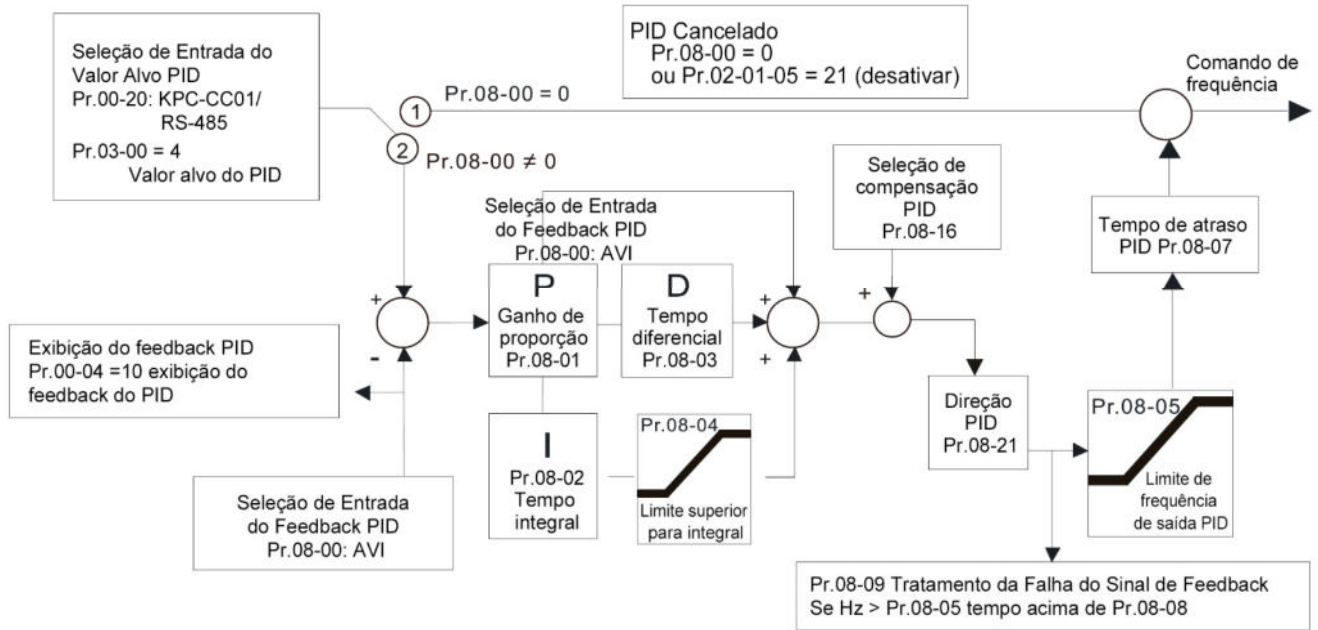 Seleção de Entrada do
Valor Alvo PID
Pr.00-20: KPC-CC01/
RS-485
Pr.03-00 = 4
Valor alvo do PID
1
Pr.08-00 = 0
2
Pr.08-00 ≠ 0
PID Cancelado
Pr.08-00 = 0
ou Pr.02-01-05 = 21 (desativar)
Comando de
frequência
Seleção de Entrada
do Feedback PID
Pr.08-00: AVI
Seleção de
compensação
PID
Pr.08-16
Tempo de atraso
PID Pr.08-07
+
-
P
Ganho de
proporção
Pr.08-01
D
Tempo
diferencial
Pr.08-03
+
+
+
Exibição do feedback PID
Pr.00-04 =10 exibição do
feedback do PID
I
Pr.08-02
Tempo
integral
Pr.08-04
Limite superior
para integral
Direção
PID
Pr.08-21
Pr.08-05
Limite de
frequência
de saída PID
Seleção de Entrada
do Feedback PID
Pr.08-00: AVI
Pr.08-09 Tratamento da Falha do Sinal de Feedback
Se Hz > Pr.08-05 tempo acima de Pr.08-08